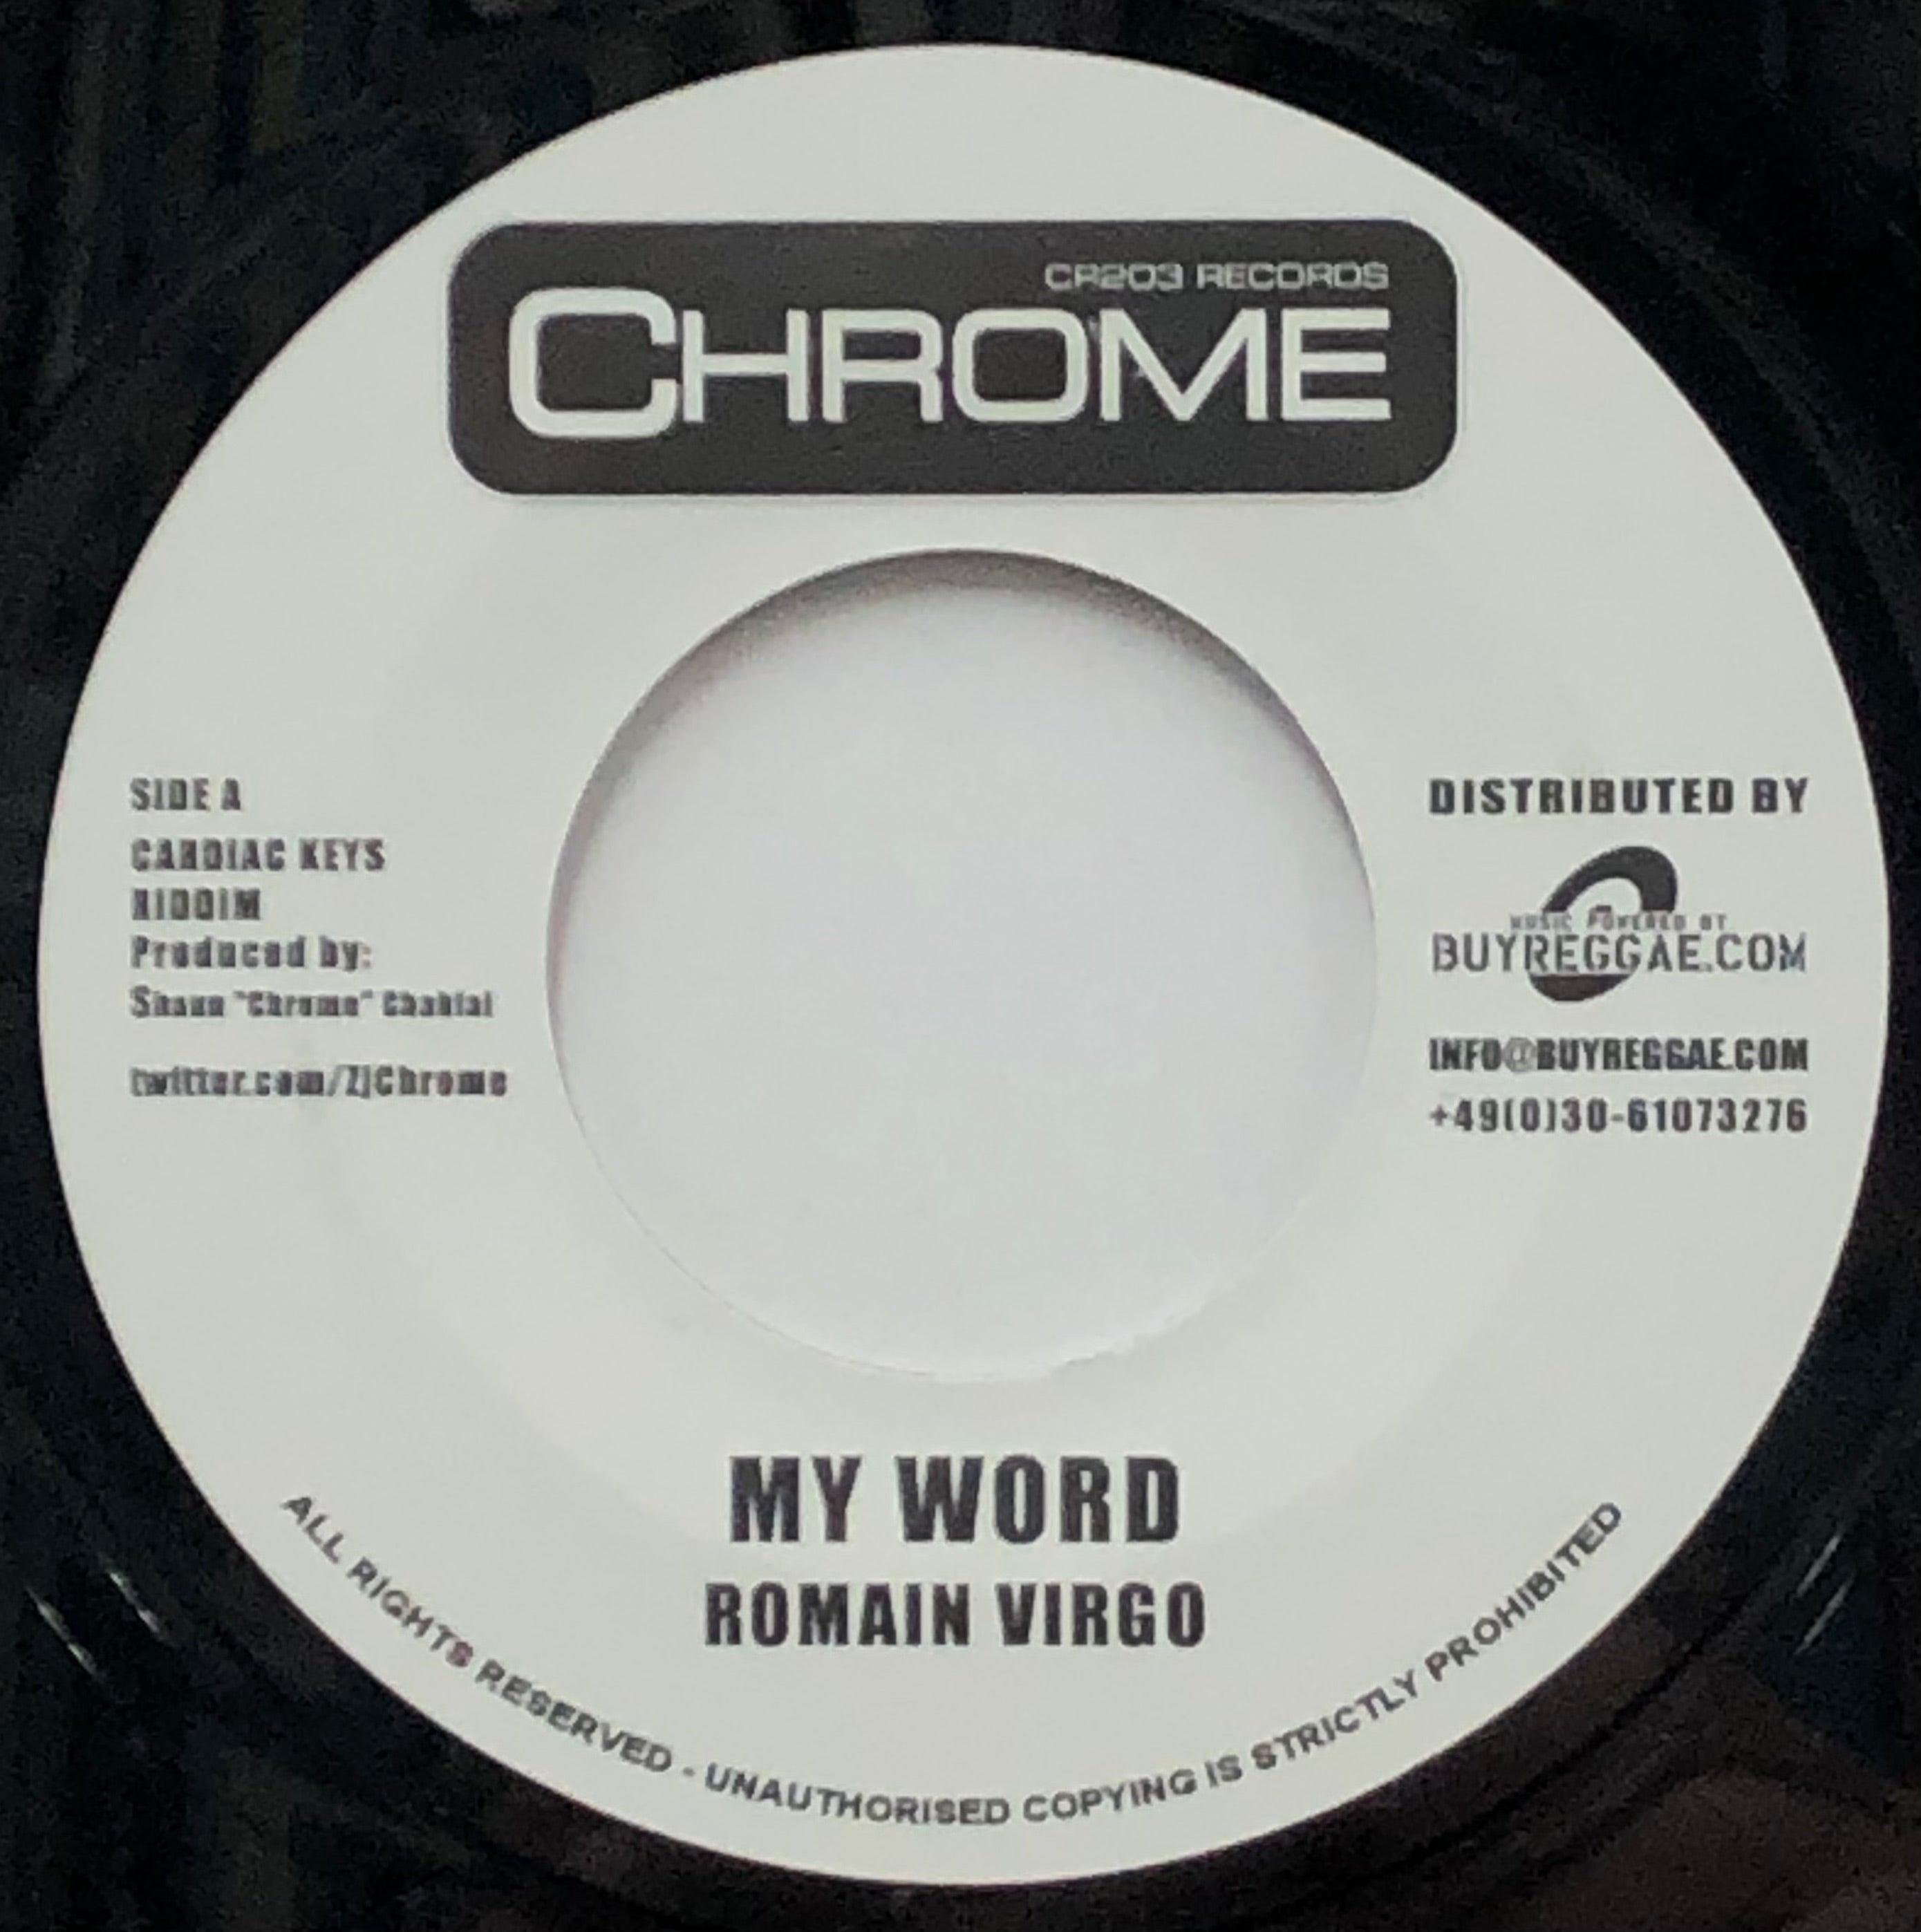 CR203 RECORDS
CHROME
SIDE A
CARDIAC KEYS
RIDDIM
Produced by:
Shaun "Chrome" Chablal
twitter.com/ZjChrome
DISTRIBUTED BY
MUSIC POWERED BY
BUYREGGAE.COM
INFO@BUYREGGAE.COM
+49(0)30-61073276
MY WORD
ROMAIN VIRGO
ALL RIGHTS RESERVED - UNAUTHORISED COPYING IS STRICTLY PROHIBITED